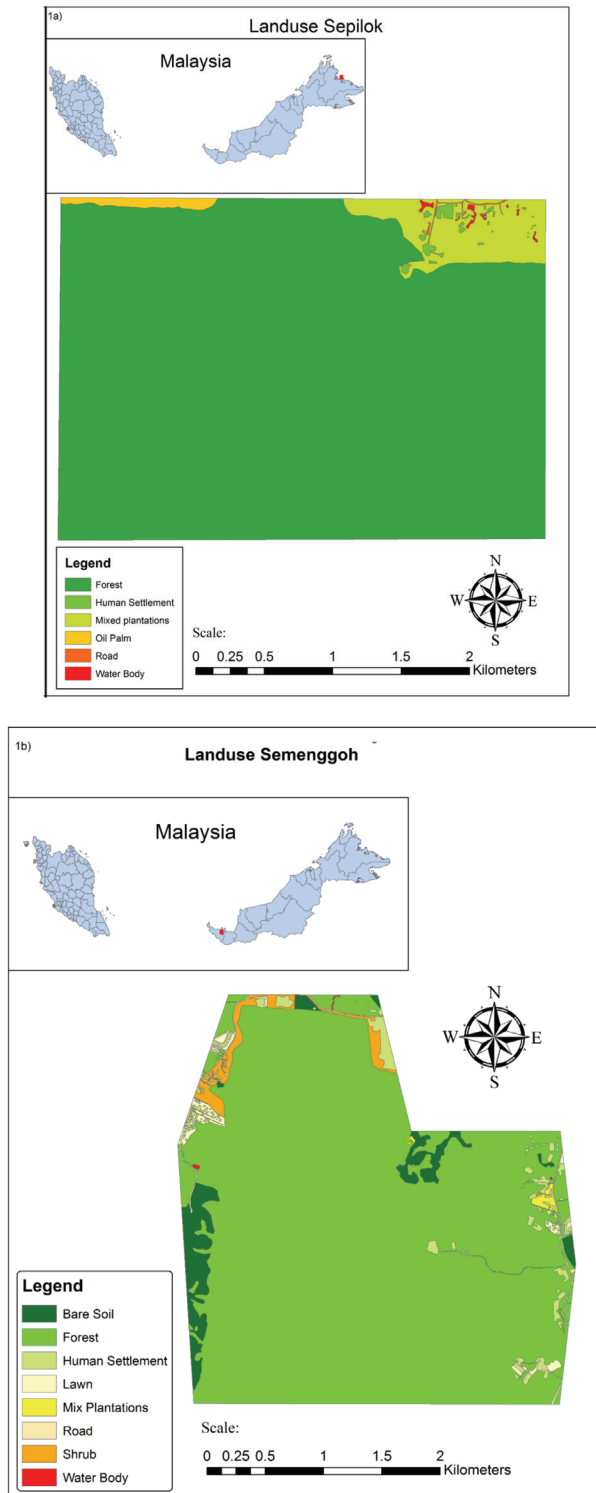 1a)
Landuse Sepilok
Malaysia
Legend
Forest
Human Settlement
Mixed plantations
Oil Palm
Road
Water Body
N
W E
S
Scale:
0 0.25 0.5 1 1.5 2
Kilometers
1b)
Landuse Semenggoh
Malaysia
N
W E
S
Legend
Bare Soil
Forest
Human Settlement
Lawn
Mix Plantations
Road
Shrub
Water Body
Scale:
0 0.25 0.5 1 1.5 2
Kilometers